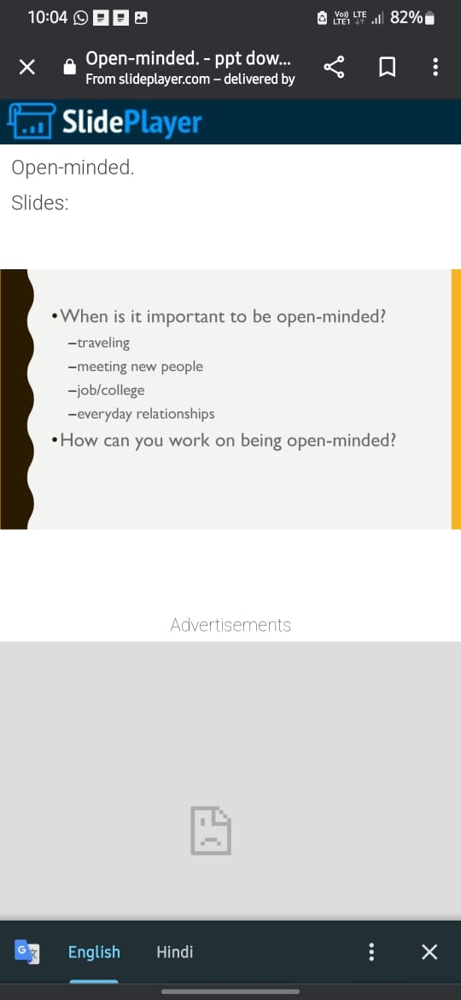 10:04
Vo)) LTE
LTE1
82%
Open-minded. - ppt dow...
From slideplayer.com – delivered by
SlidePlayer
Open-minded.
Slides:
•When is it important to be open-minded?
–traveling
–meeting new people
–job/college
–everyday relationships
•How can you work on being open-minded?
Advertisements
English Hindi